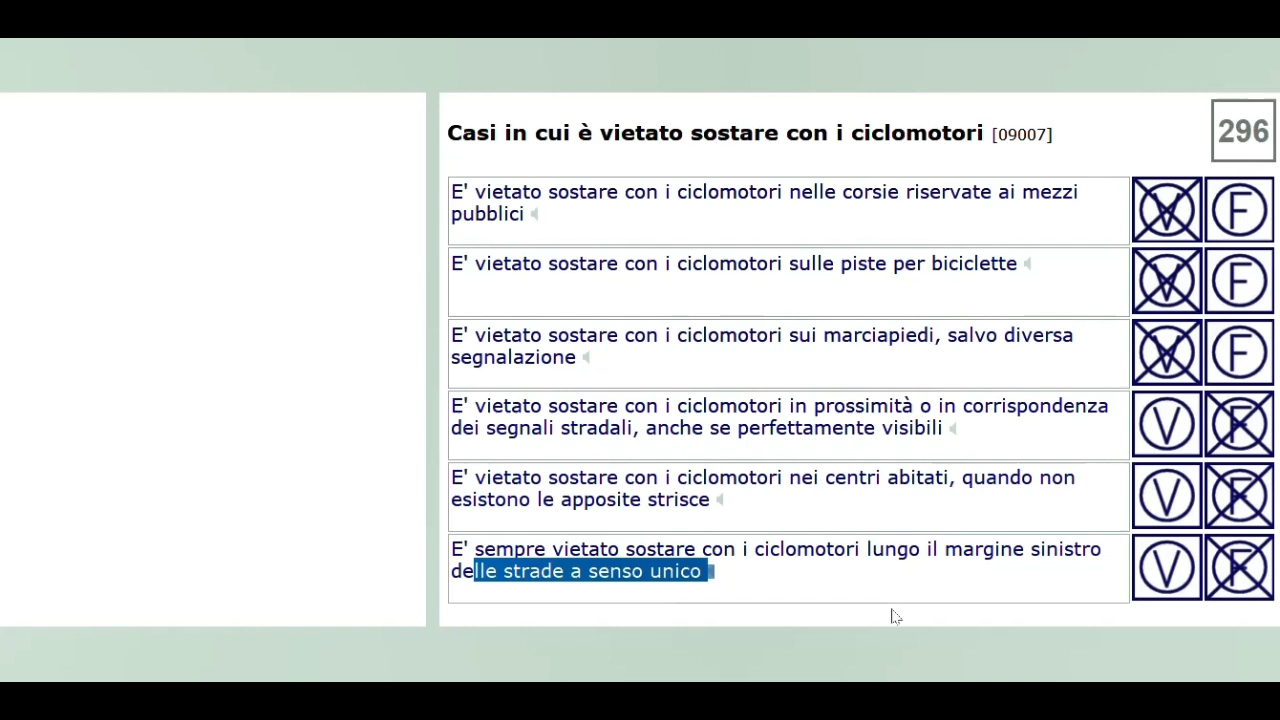 Casi in cui è vietato sostare con i ciclomotori [09007]
296
E' vietato sostare con i ciclomotori nelle corsie riservate ai mezzi
pubblici
V F
E' vietato sostare con i ciclomotori sulle piste per biciclette
V F
E' vietato sostare con i ciclomotori sui marciapiedi, salvo diversa
segnalazione
V F
E' vietato sostare con i ciclomotori in prossimità o in corrispondenza
dei segnali stradali, anche se perfettamente visibili
V F
E' vietato sostare con i ciclomotori nei centri abitati, quando non
esistono le apposite strisce
V F
E' sempre vietato sostare con i ciclomotori lungo il margine sinistro
delle strade a senso unico
V F